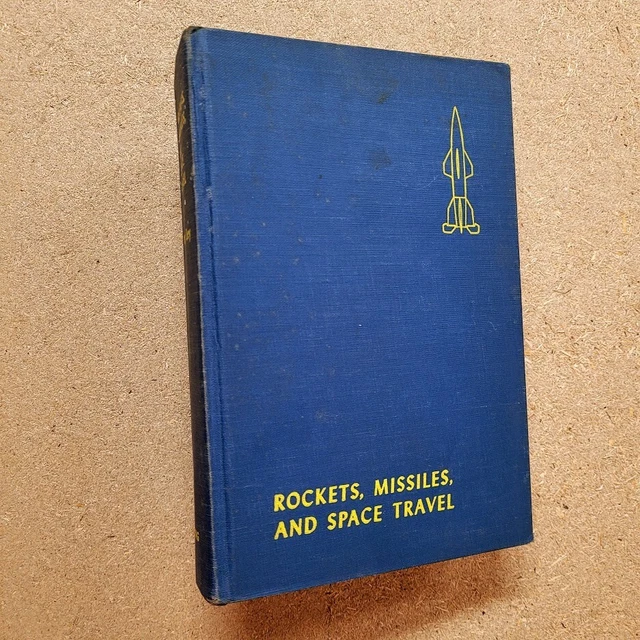 ROCKETS, MISSILES,
AND SPACE TRAVEL